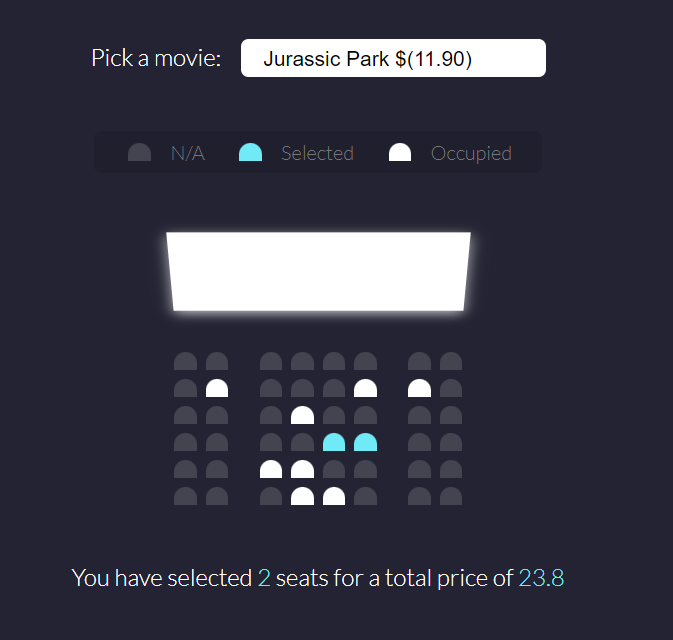 Pick a movie: Jurassic Park $(11.90)
N/A Selected Occupied
You have selected 2 seats for a total price of 23.8